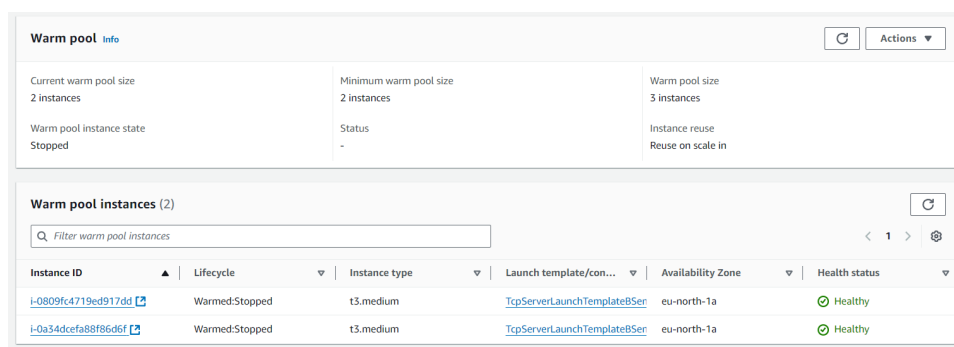 Warm pool Info
Actions
Current warm pool size
2 instances
Minimum warm pool size
2 instances
Warm pool size
3 instances
Warm pool instance state
Stopped
Status
-
Instance reuse
Reuse on scale in
Warm pool instances (2)
Filter warm pool instances
1
Instance ID Lifecycle Instance type Launch template/con... Availability Zone Health status
i-0809fc4719ed917dd Warmed:Stopped t3.medium TcpServerLaunchTemplateBSen eu-north-1a Healthy
i-0a34dcefa88f86d6f Warmed:Stopped t3.medium TcpServerLaunchTemplateBSen eu-north-1a Healthy